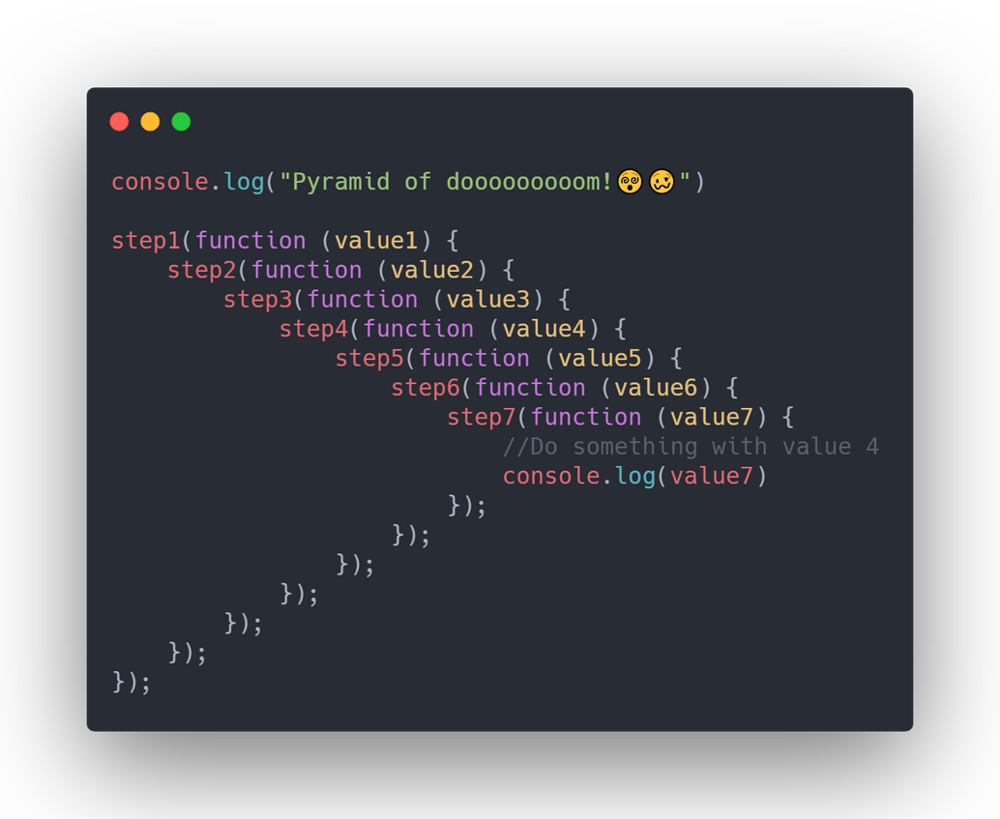 console.log("Pyramid of dooooooooom!😵🥴")
step1(function (value1) {
step2(function (value2) {
step3(function (value3) {
step4(function (value4) {
step5(function (value5) {
step6(function (value6) {
step7(function (value7) {
//Do something with value 4
console.log(value7)
});
});
});
});
});
});
});